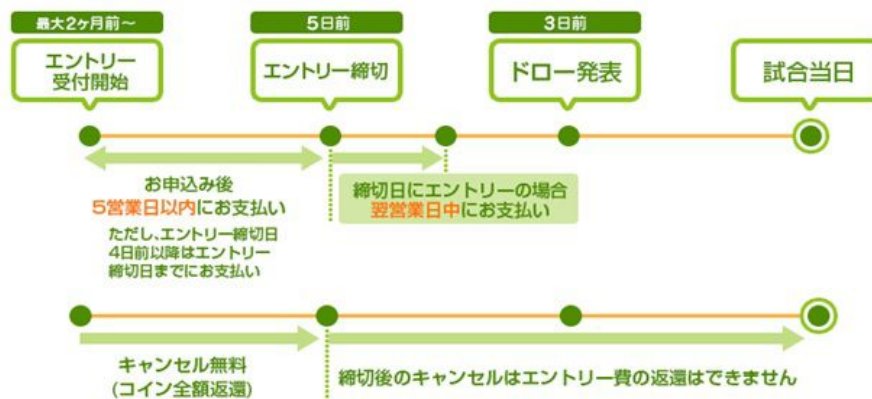 最大2ヶ月前～
エントリー
受付開始
5日前
エントリー締切
3日前
ドロー発表
試合当日
お申込み後
5営業日以内にお支払い
ただし、エントリー締切日
4日前以降はエントリー
締切日までにお支払い
締切日にエントリーの場合
翌営業日中にお支払い
キャンセル無料
(コイン全額返還)
締切後のキャンセルはエントリー費の返還はできません